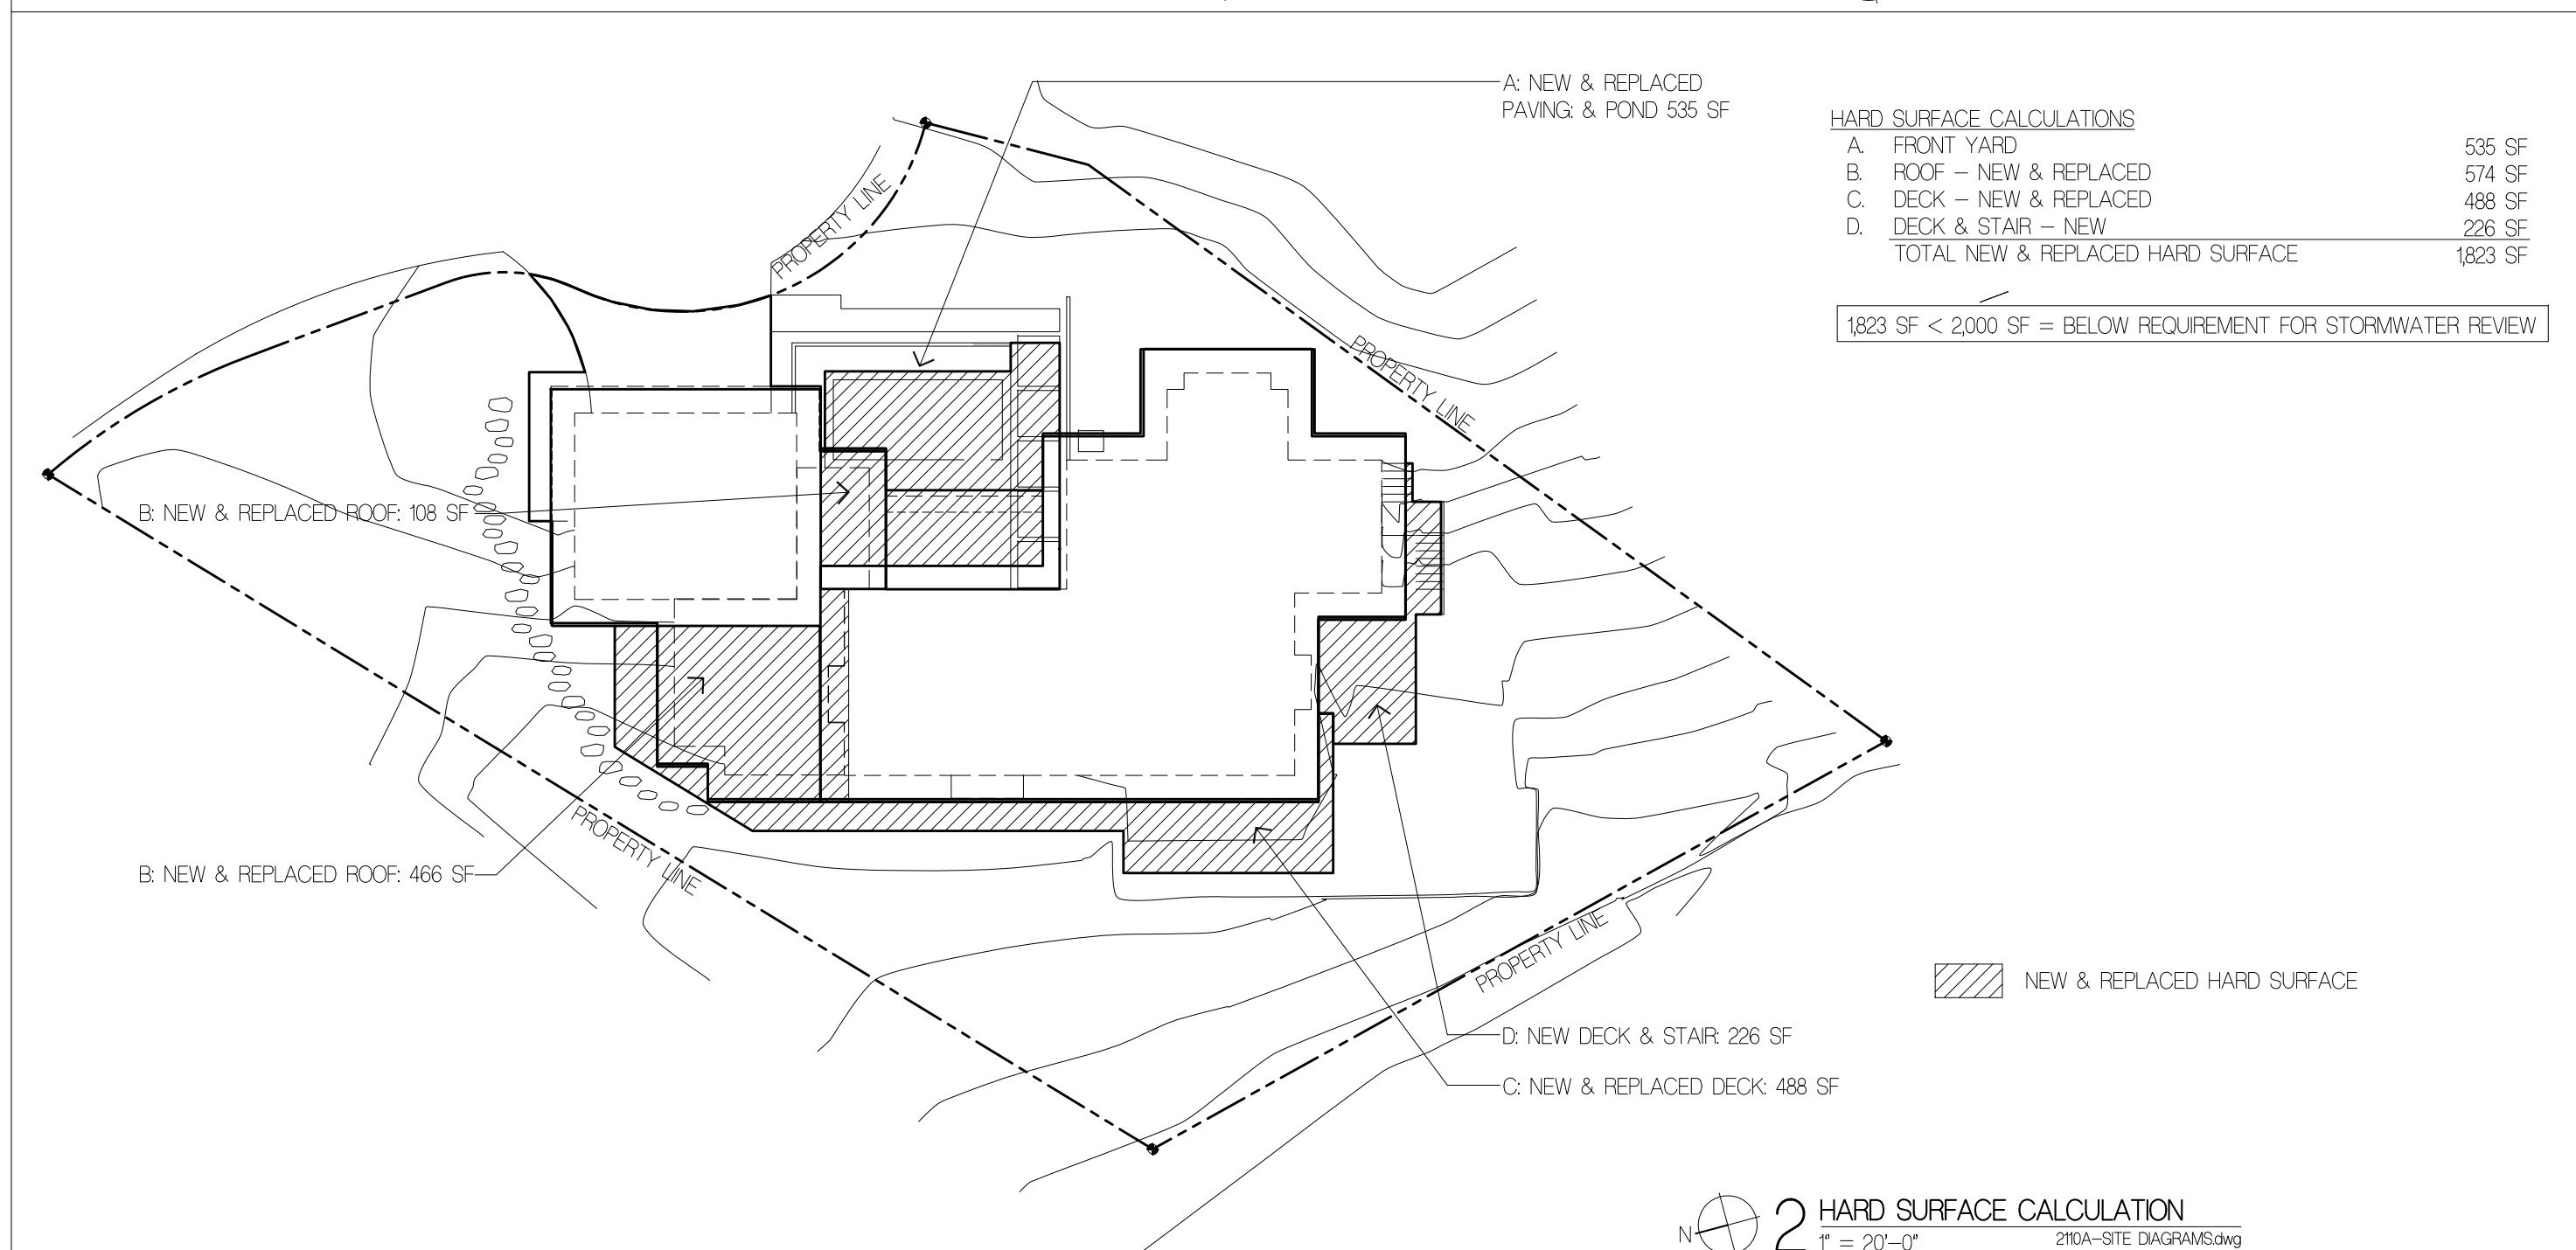 A: NEW & REPLACED
PAVING: & POND 535 SF
HARD SURFACE CALCULATIONS
A. FRONT YARD 535 SF
B. ROOF – NEW & REPLACED 574 SF
C. DECK – NEW & REPLACED 488 SF
D. DECK & STAIR – NEW 226 SF
TOTAL NEW & REPLACED HARD SURFACE 1,823 SF
1,823 SF < 2,000 SF = BELOW REQUIREMENT FOR STORMWATER REVIEW
PROPERTY LINE
PROPERTY LINE
B: NEW & REPLACED ROOF: 108 SF
B: NEW & REPLACED ROOF: 466 SF
PROPERTY LINE
PROPERTY LINE
NEW & REPLACED HARD SURFACE
D: NEW DECK & STAIR: 226 SF
C: NEW & REPLACED DECK: 488 SF
N
2 HARD SURFACE CALCULATION
1" = 20'-0" 2110A-SITE DIAGRAMS.dwg